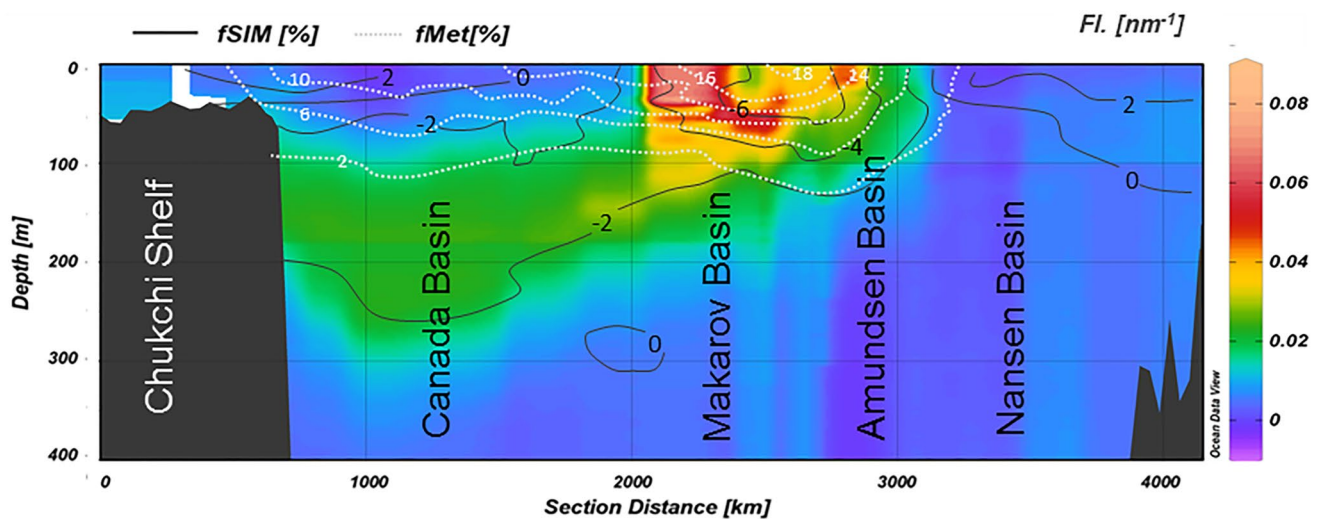 fSIM [%] fMet[%] Fl. [nm⁻¹]
0 10 2 0 16 18 24 0.08
6 -2 -6 2
100 2 -4 0 0.06
-2
200 0.04
Depth [m]
300 0 0.02
400 0
Chukchi Shelf
Canada Basin
Makarov Basin
Amundsen Basin
Nansen Basin
Ocean Data View
0 1000 2000 3000 4000
Section Distance [km]